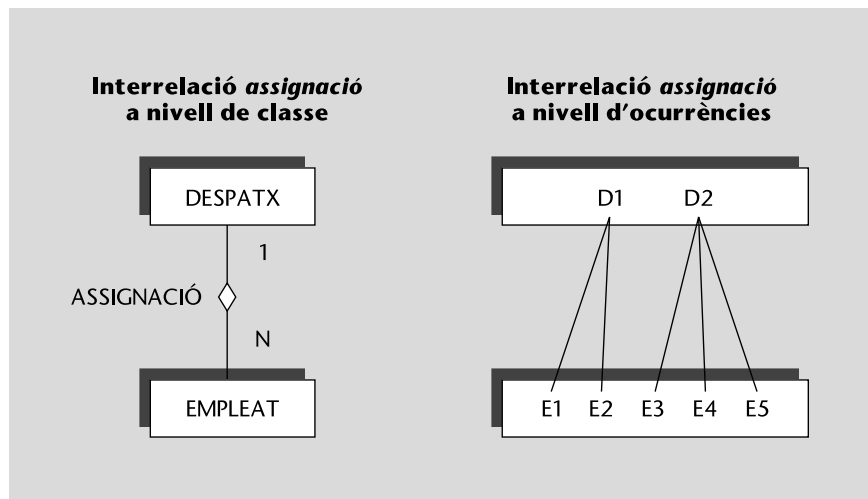 Interrelació assignació
a nivell de classe
DESPATX
1
ASSIGNACIÓ
N
EMPLEAT
Interrelació assignació
a nivell d’ocurrències
D1 D2
E1 E2 E3 E4 E5